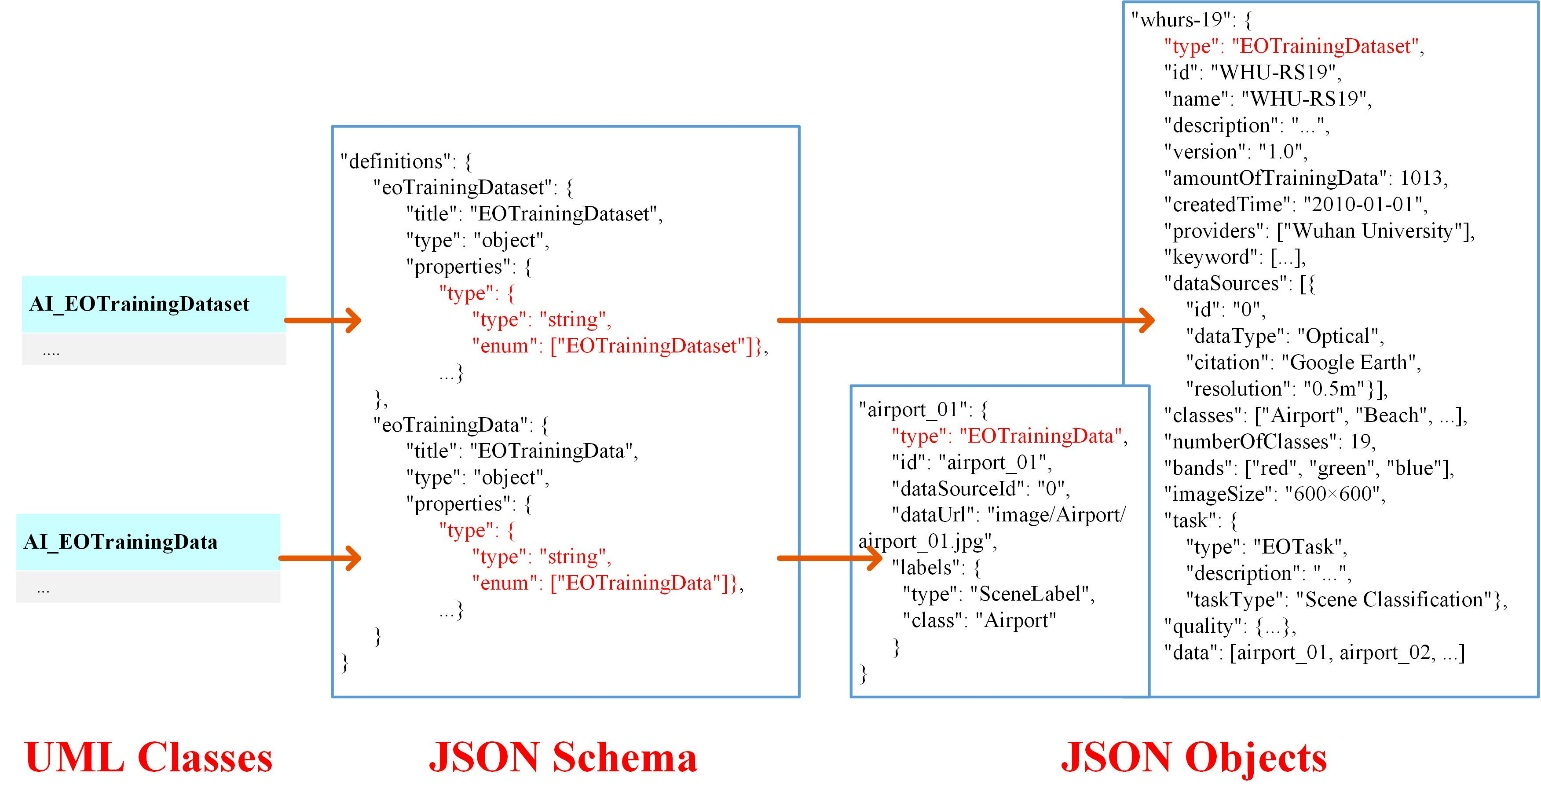 AI_EOTrainingDataset
....
AI_EOTrainingData
...
UML Classes
"definitions": {
"eoTrainingDataset": {
"title": "EOTrainingDataset",
"type": "object",
"properties": {
"type": {
"type": "string",
"enum": ["EOTrainingDataset"]},
...}
},
"eoTrainingData": {
"title": "EOTrainingData",
"type": "object",
"properties": {
"type": {
"type": "string",
"enum": ["EOTrainingData"]},
...}
}
}
JSON Schema
"airport_01": {
"type": "EOTrainingData",
"id": "airport_01",
"dataSourceId": "0",
"dataUrl": "image/Airport/
airport_01.jpg",
"labels": {
"type": "SceneLabel",
"class": "Airport"
}
}
"whurs-19": {
"type": "EOTrainingDataset",
"id": "WHU-RS19",
"name": "WHU-RS19",
"description": "...",
"version": "1.0",
"amountOfTrainingData": 1013,
"createdTime": "2010-01-01",
"providers": ["Wuhan University"],
"keyword": [...],
"dataSources": [{
"id": "0",
"dataType": "Optical",
"citation": "Google Earth",
"resolution": "0.5m"}],
"classes": ["Airport", "Beach", ...],
"numberOfClasses": 19,
"bands": ["red", "green", "blue"],
"imageSize": "600×600",
"task": {
"type": "EOTask",
"description": "...",
"taskType": "Scene Classification"},
"quality": {...},
"data": [airport_01, airport_02, ...]
JSON Objects